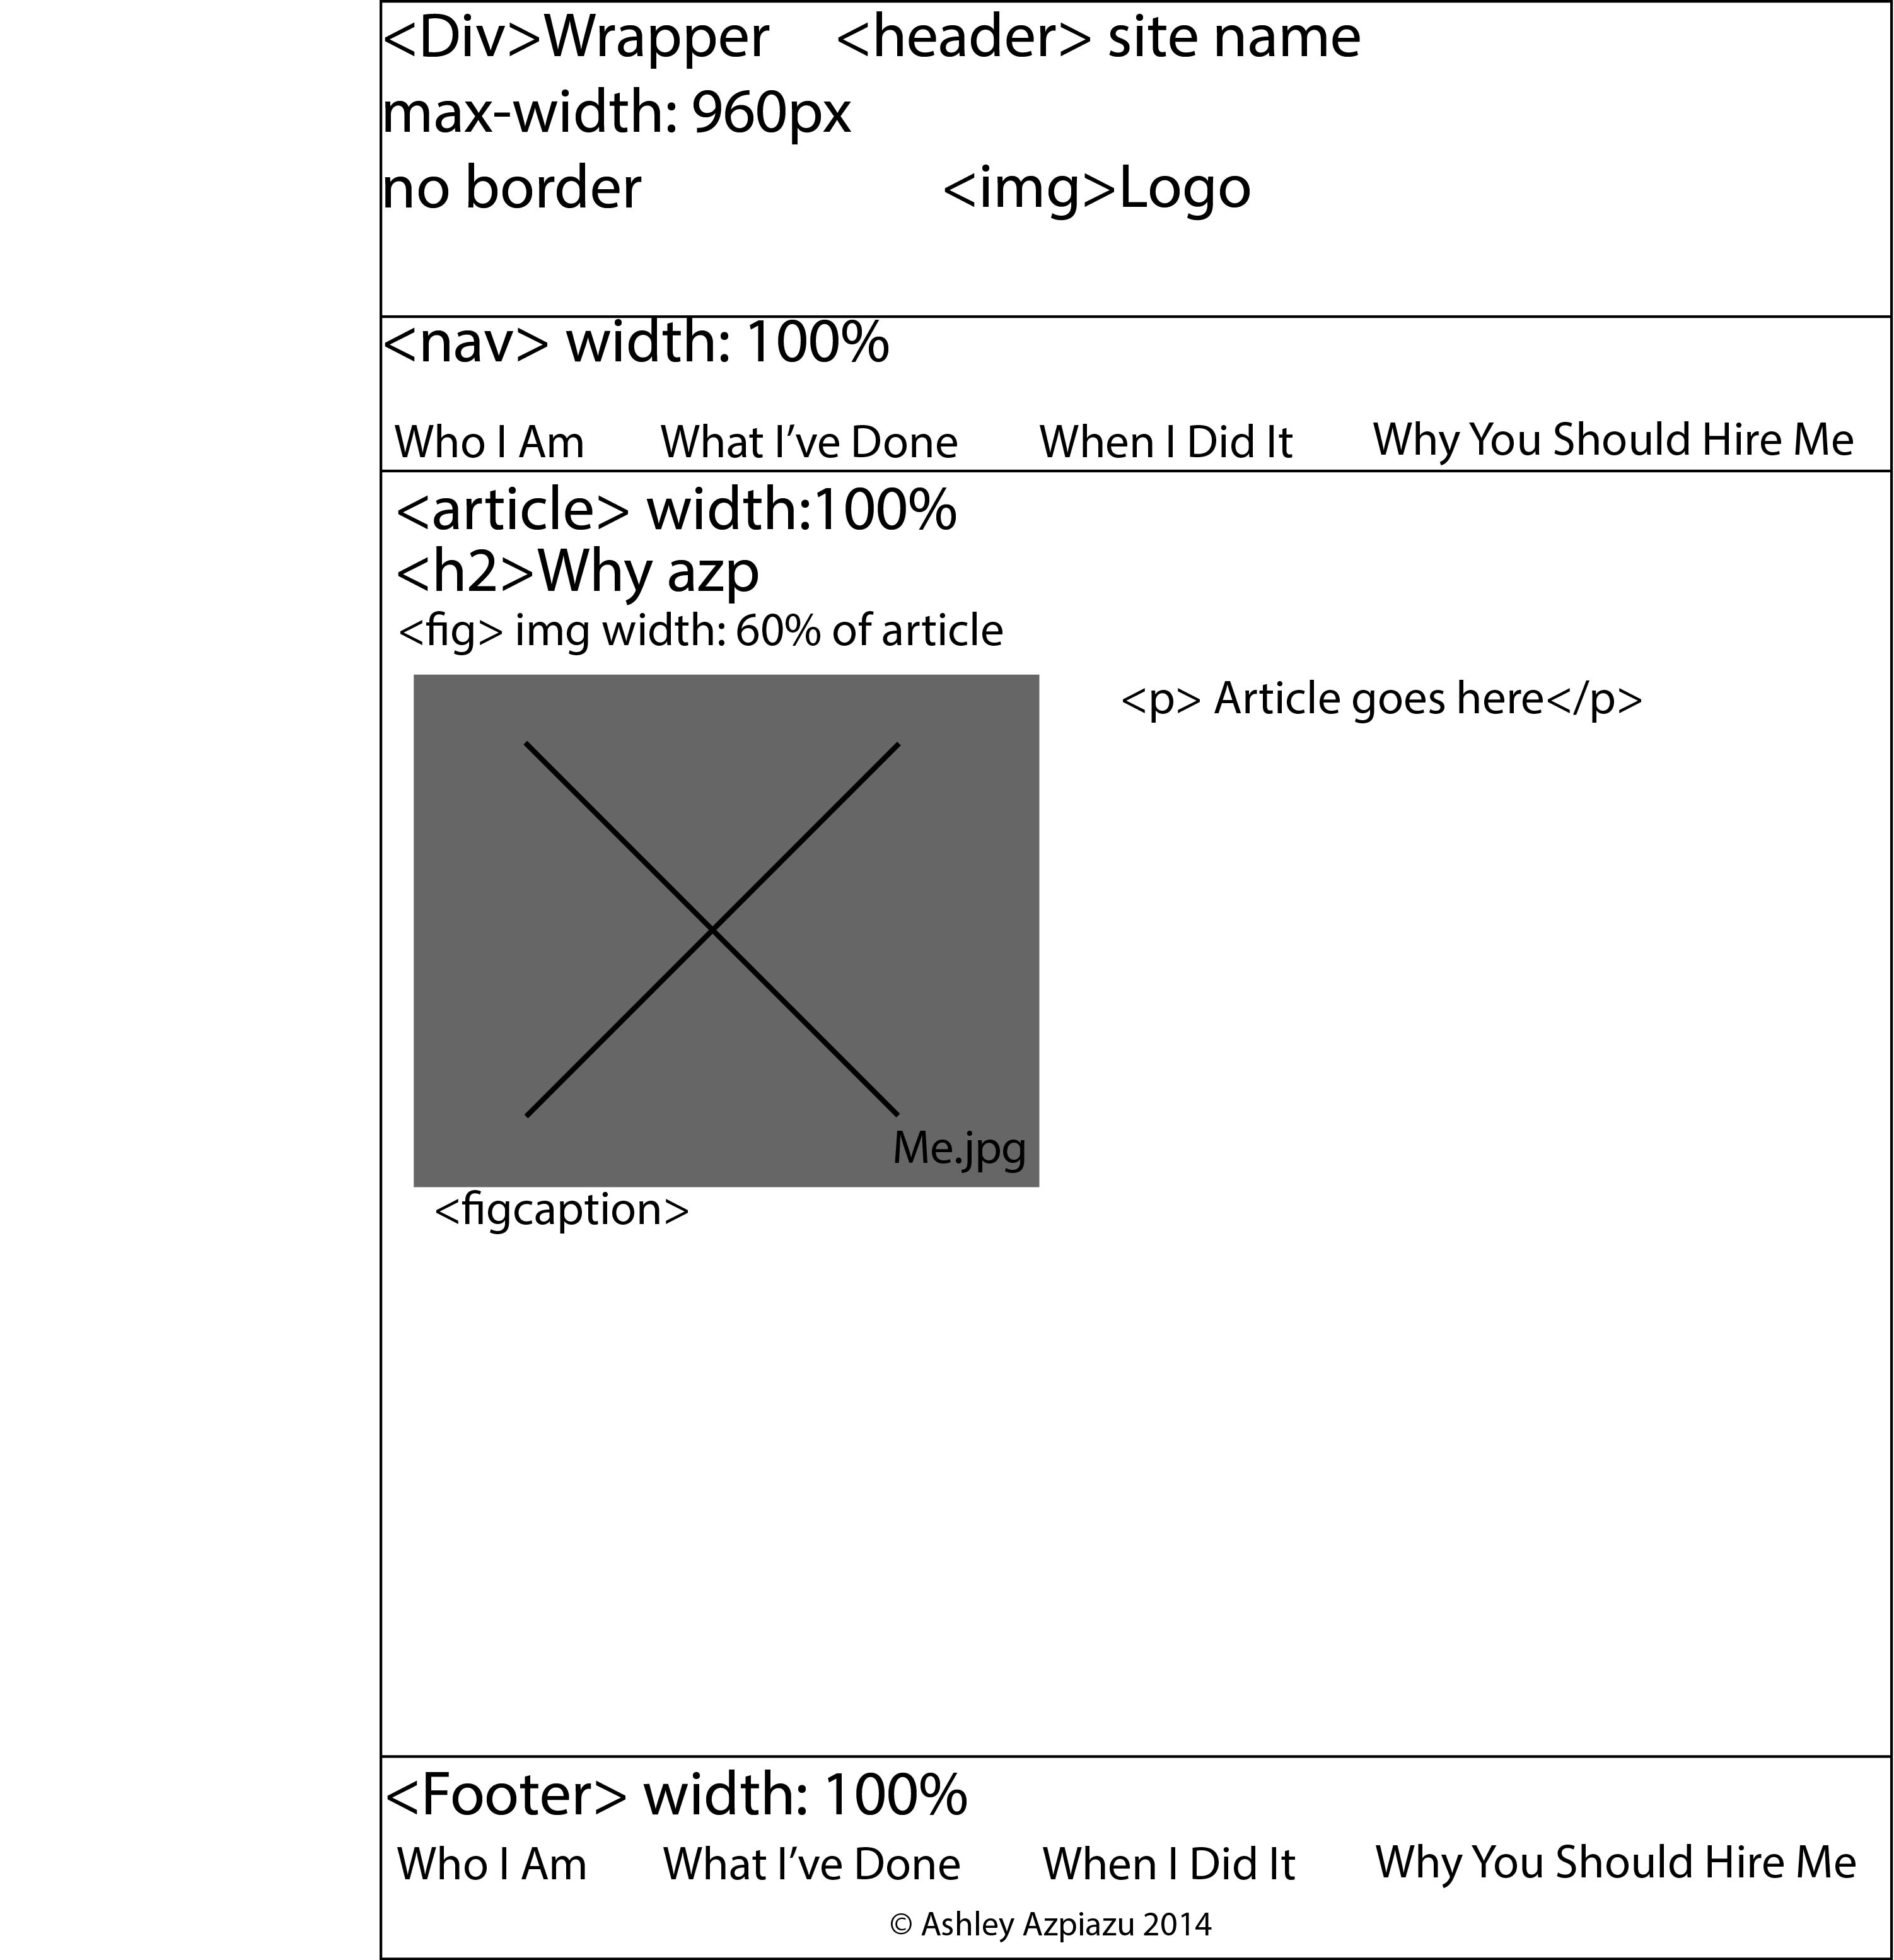 <Div>Wrapper <header> site name
max-width: 960px
no border <img>Logo
<nav> width: 100%
Who I Am What I've Done When I Did It Why You Should Hire Me
<article> width:100%
<h2>Why azp
<fig> img width: 60% of article
<p> Article goes here</p>
Me.jpg
<figcaption>
<Footer> width: 100%
Who I Am What I've Done When I Did It Why You Should Hire Me
© Ashley Azpiazu 2014